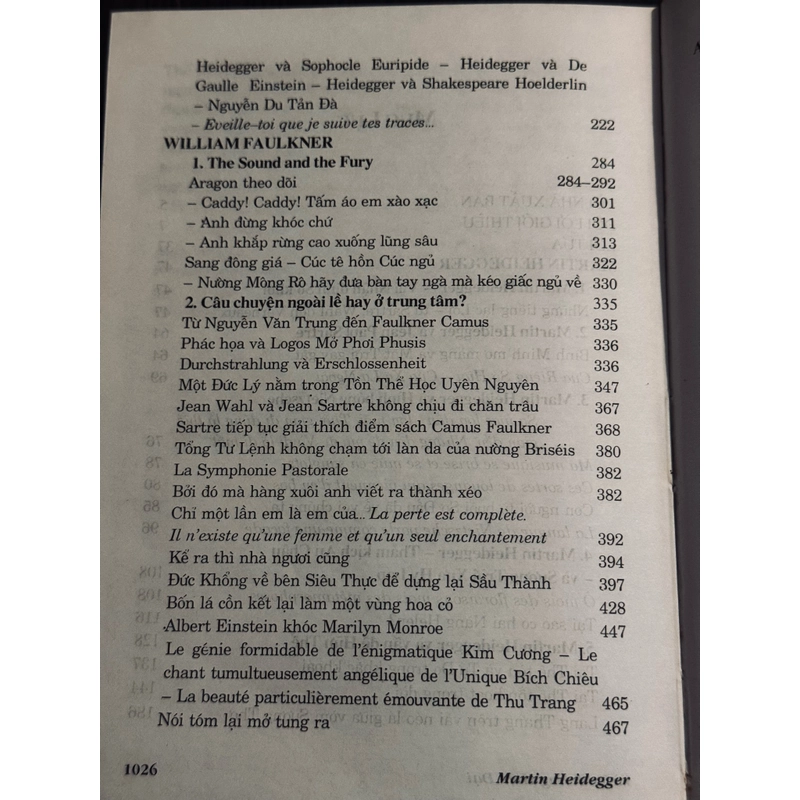 Heidegger và Sophocle Euripide – Heidegger và De
Gaulle Einstein – Heidegger và Shakespeare Hoelderlin
– Nguyễn Du Tản Đà
– Eveille–toi que je suive tes traces... 222
WILLIAM FAULKNER
1. The Sound and the Fury 284
Aragon theo dõi 284–292
– Caddy! Caddy! Tấm áo em xào xạc 301
– Anh đừng khóc chứ 311
– Anh khắp rừng cao xuống lũng sâu 313
Sang đông giá – Cúc tê hồn Cúc ngủ 322
– Nường Mộng Rô hãy đưa bàn tay ngà mà kéo giấc ngủ về 330
2. Câu chuyện ngoài lề hay ở trung tâm? 335
Từ Nguyễn Văn Trung đến Faulkner Camus 335
Phác họa và Logos Mở Phơi Phusis 336
Durchstrahlung và Erschlossenheit 336
Một Đức Lý nằm trong Tồn Thể Học Uyên Nguyên 347
Jean Wahl và Jean Sartre không chịu đi chăn trâu 367
Sartre tiếp tục giải thích điểm sách Camus Faulkner 368
Tổng Tư Lệnh không chạm tới làn da của nường Briséis 380
La Symphonie Pastorale 382
Bởi đó mà hàng xuôi anh viết ra thành xéo 382
Chỉ một lần em là em của.. La perte est complète.
Il n'existe qu'une femme et qu'un seul enchantement 392
Kể ra thì nhà ngươi cũng 394
Đức Khổng về bên Siêu Thực để dựng lại Sầu Thành 397
Bốn lá cồn kết lại làm một vùng hoa cỏ 428
Albert Einstein khóc Marilyn Monroe 447
Le génie formidable de l'énigmatique Kim Cương – Le
chant tumultueusement angélique de l'Unique Bích Chiêu
– La beauté particulièrement émouvante de Thu Trang 465
Nói tóm lại mở tung ra 467
1026
Martin Heidegger